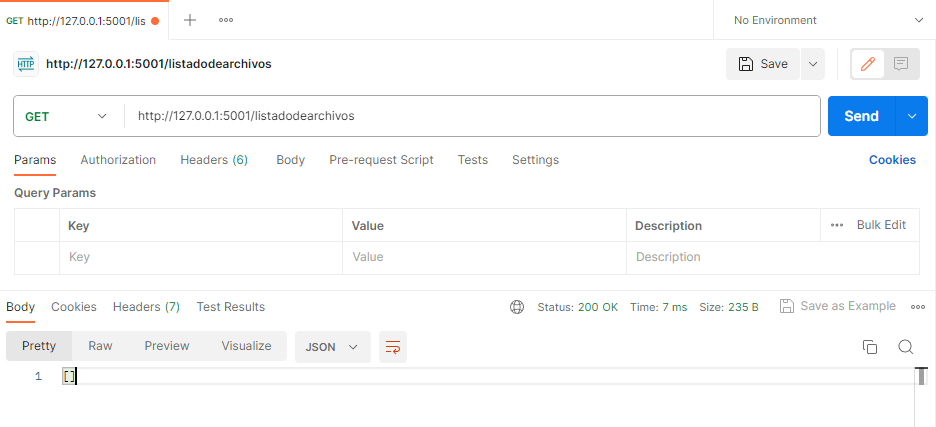 GET http://127.0.0.1:5001/lis
No Environment
HTTP http://127.0.0.1:5001/listadodearchivos
Save
GET http://127.0.0.1:5001/listadodearchivos Send
Params Authorization Headers (6) Body Pre-request Script Tests Settings Cookies
Query Params
Key Value Description Bulk Edit
Key Value Description
Body Cookies Headers (7) Test Results Status: 200 OK Time: 7 ms Size: 235 B Save as Example
Pretty Raw Preview Visualize JSON
1 []